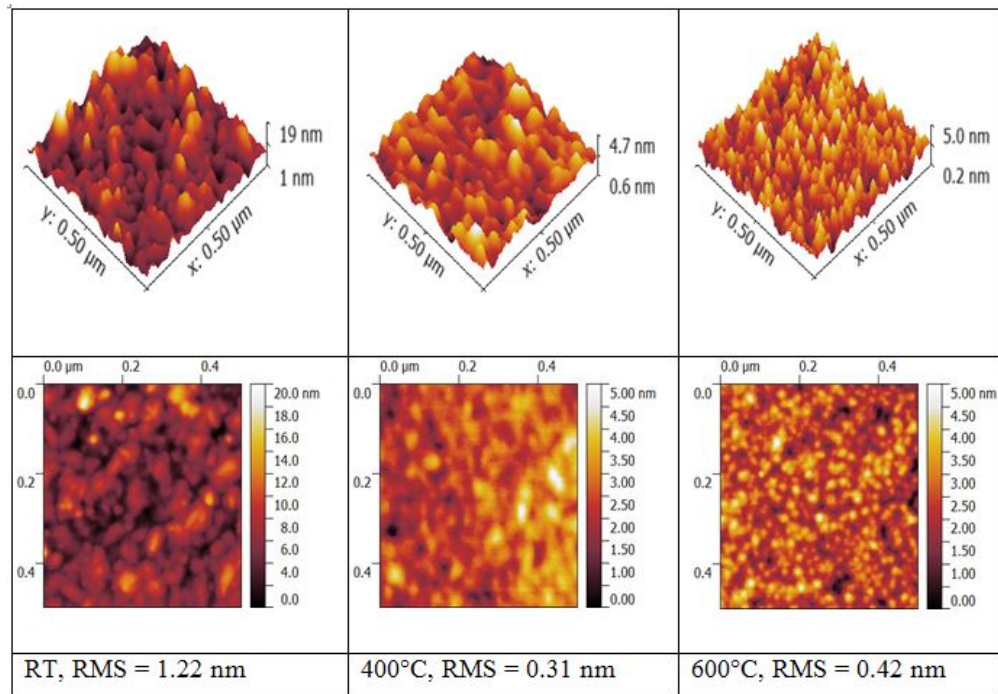 19 nm
1 nm
y: 0.50 µm
x: 0.50 µm
4.7 nm
0.6 nm
y: 0.50 µm
x: 0.50 µm
5.0 nm
0.2 nm
y: 0.50 µm
x: 0.50 µm
0.0 µm 0.2 0.4
0.0
0.2
0.4
20.0 nm
18.0
16.0
14.0
12.0
10.0
8.0
6.0
4.0
0.0
0.0 µm 0.2 0.4
0.0
0.2
0.4
5.00 nm
4.50
4.00
3.50
3.00
2.50
2.00
1.50
1.00
0.00
0.0 µm 0.2 0.4
0.0
0.2
0.4
5.00 nm
4.50
4.00
3.50
3.00
2.50
2.00
1.50
1.00
0.00
RT, RMS = 1.22 nm
400°C, RMS = 0.31 nm
600°C, RMS = 0.42 nm